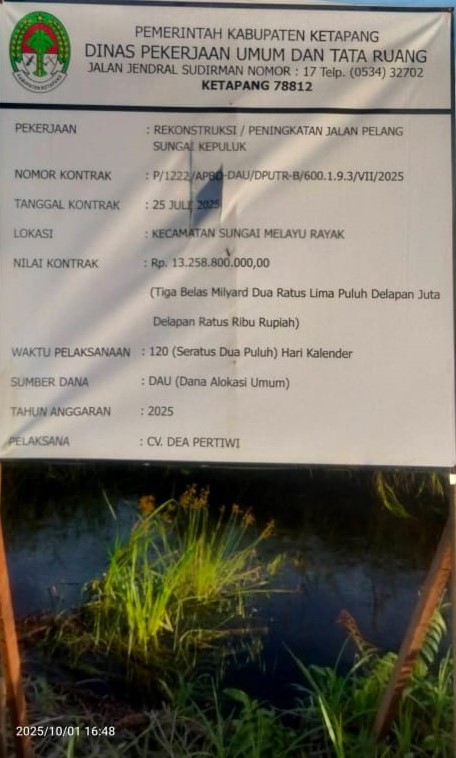 PEMERINTAH KABUPATEN KETAPANG
DINAS PEKERJAAN UMUM DAN TATA RUANG
JALAN JENDRAL SUDIRMAN NOMOR : 17 Telp. (0534) 32702
KETAPANG 78812
PEKERJAAN : REKONSTRUKSI / PENINGKATAN JALAN PELANG
SUNGAI KEPULUK
NOMOR KONTRAK : P/1222/APBD-DAU/DPUTR-B/600.1.9.3/VII/2025
TANGGAL KONTRAK : 25 JULI 2025
LOKASI : KECAMATAN SUNGAI MELAYU RAYAK
NILAI KONTRAK : Rp. 13.258.800.000,00
(Tiga Belas Milyard Dua Ratus Lima Puluh Delapan Juta
Delapan Ratus Ribu Rupiah)
WAKTU PELAKSANAAN : 120 (Seratus Dua Puluh) Hari Kalender
SUMBER DANA : DAU (Dana Alokasi Umum)
TAHUN ANGGARAN : 2025
PELAKSANA : CV. DEA PERTIWI
2025/10/01 16:48